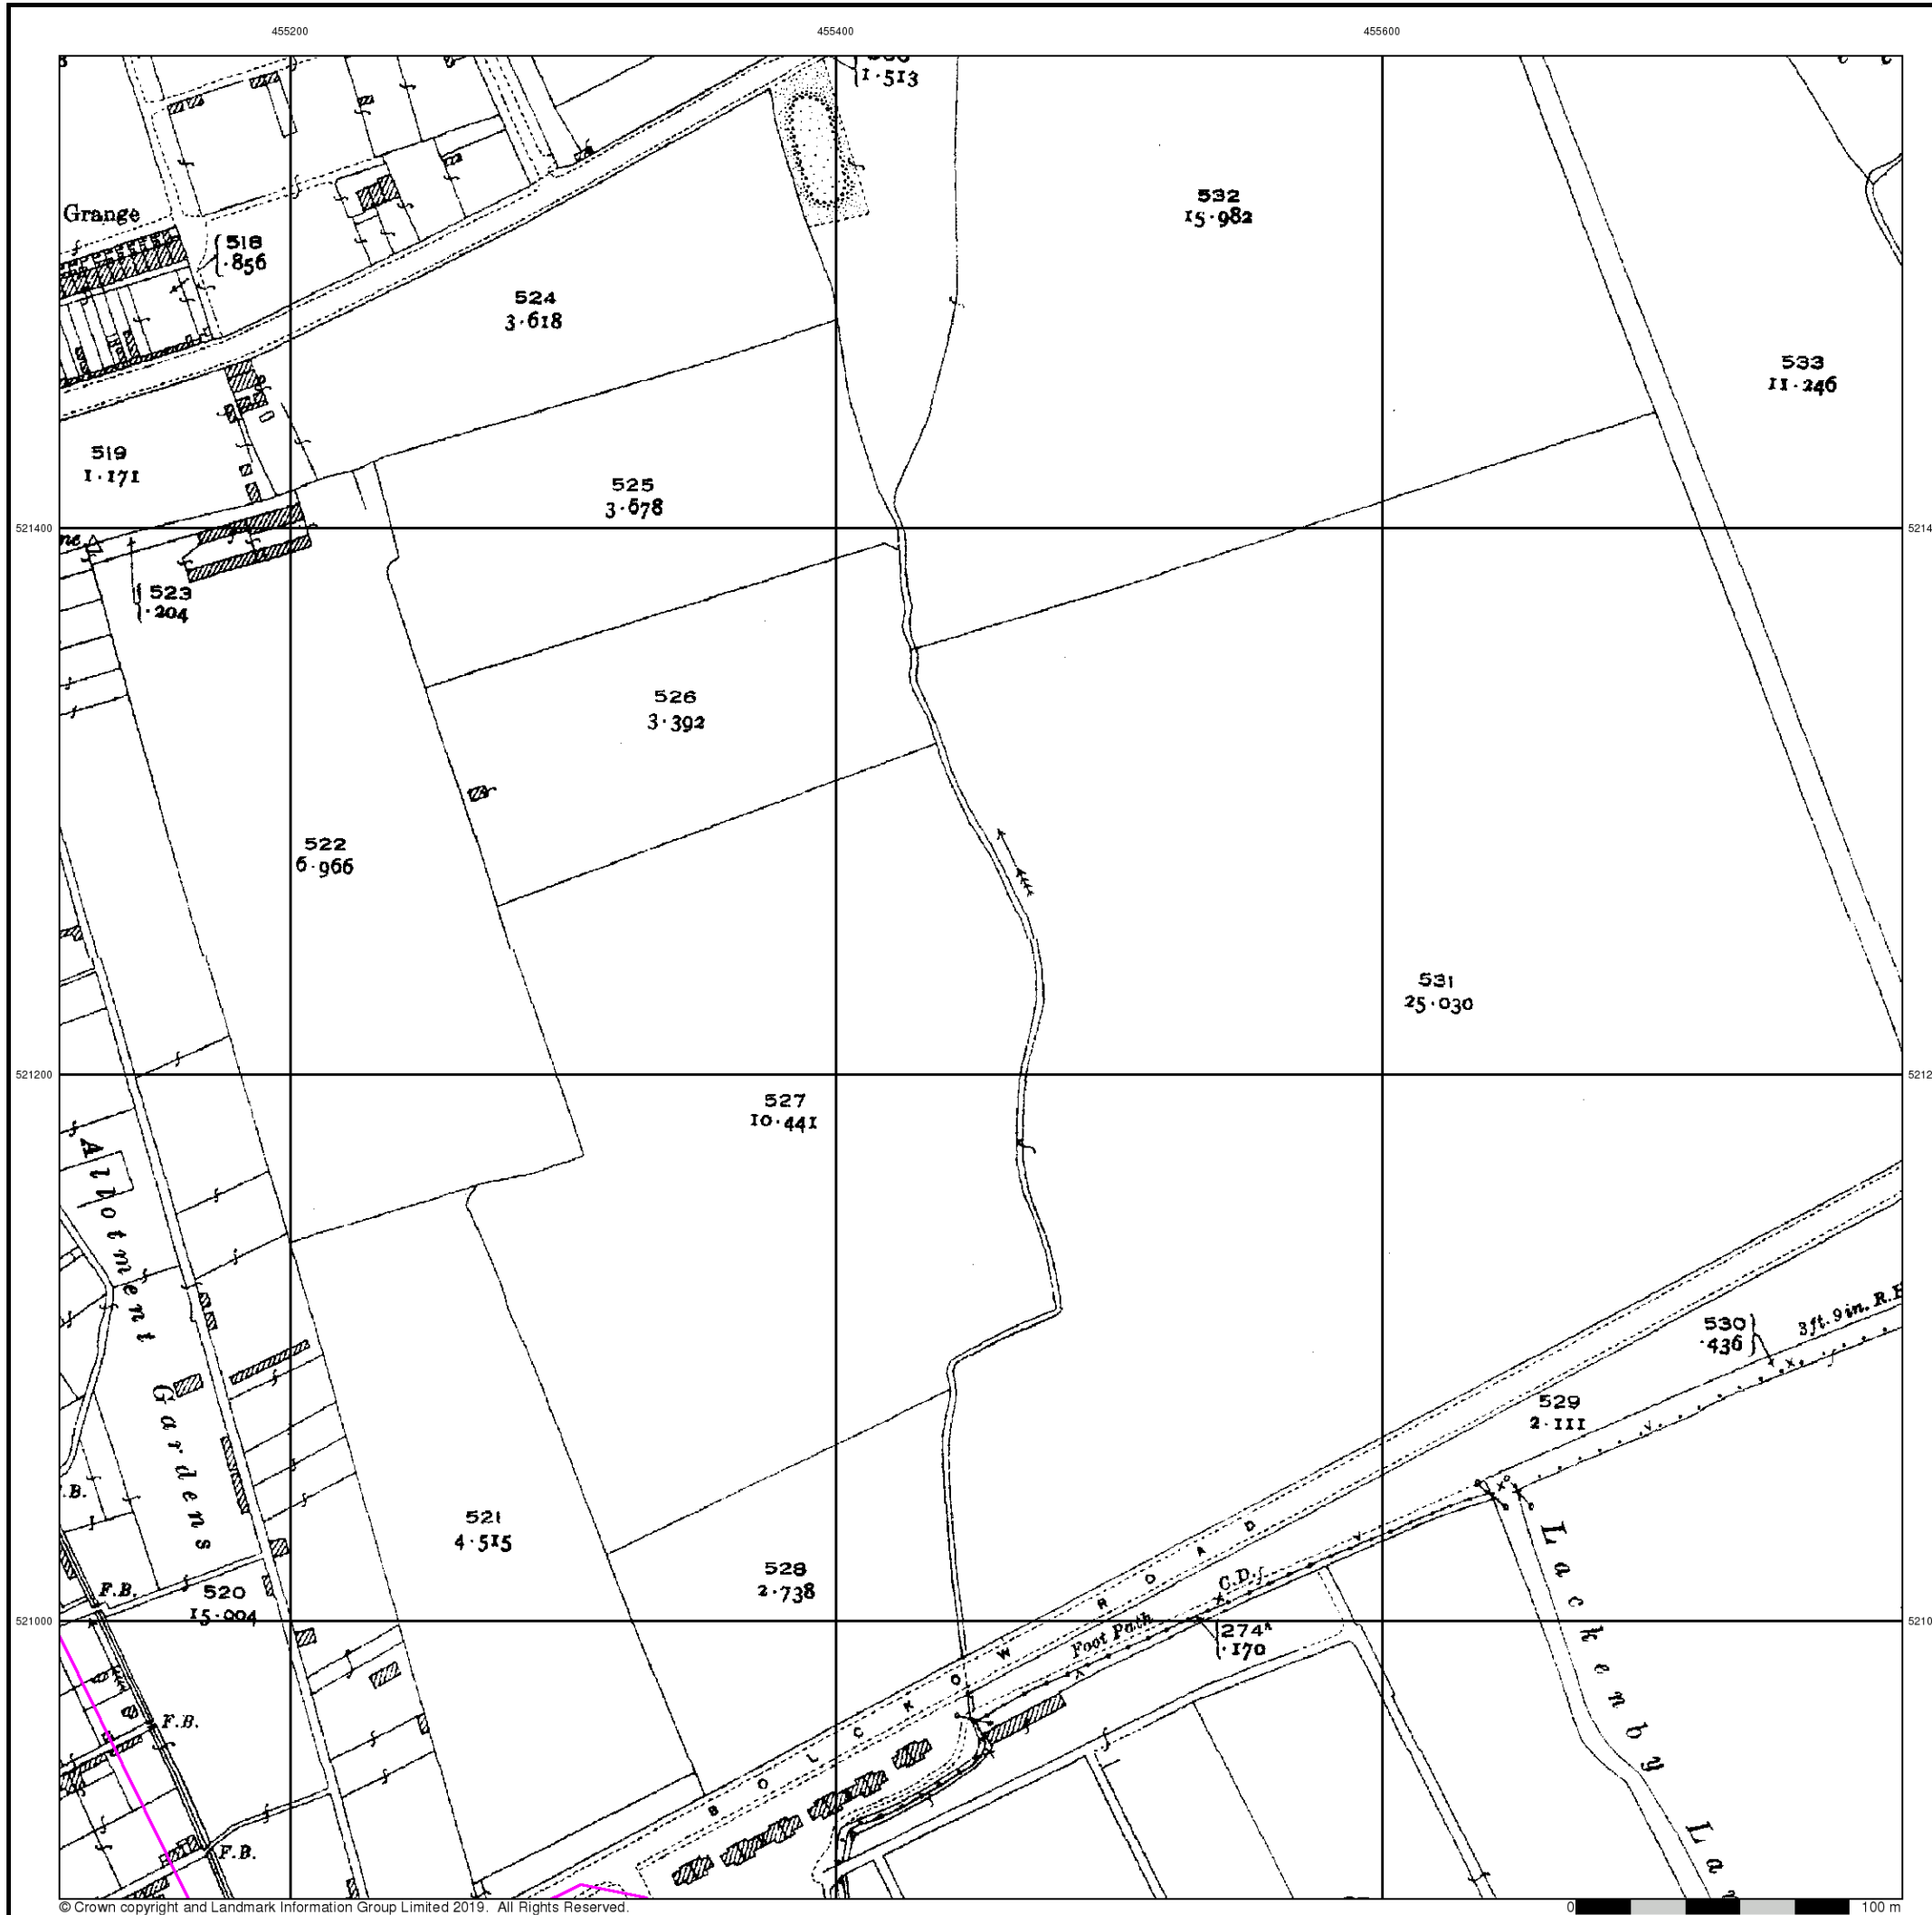 455200
455400
455600
1·513
532
15·982
Grange
518
·856
524
3·618
533
11·246
519
1·171
525
3·678
521400
523
·204
526
3·392
522
6·966
531
25·030
521200
527
10·441
Allotment Gardens
530
·436
3ft. 9in. R.H
529
2·111
F.B.
521
4·515
528
2·738
520
15·004
521000
C.D.
Foot Path
274A
·170
BOLCKOW ROAD
F.B.
F.B.
Lackenby
La
© Crown copyright and Landmark Information Group Limited 2019. All Rights Reserved.
0
100 m